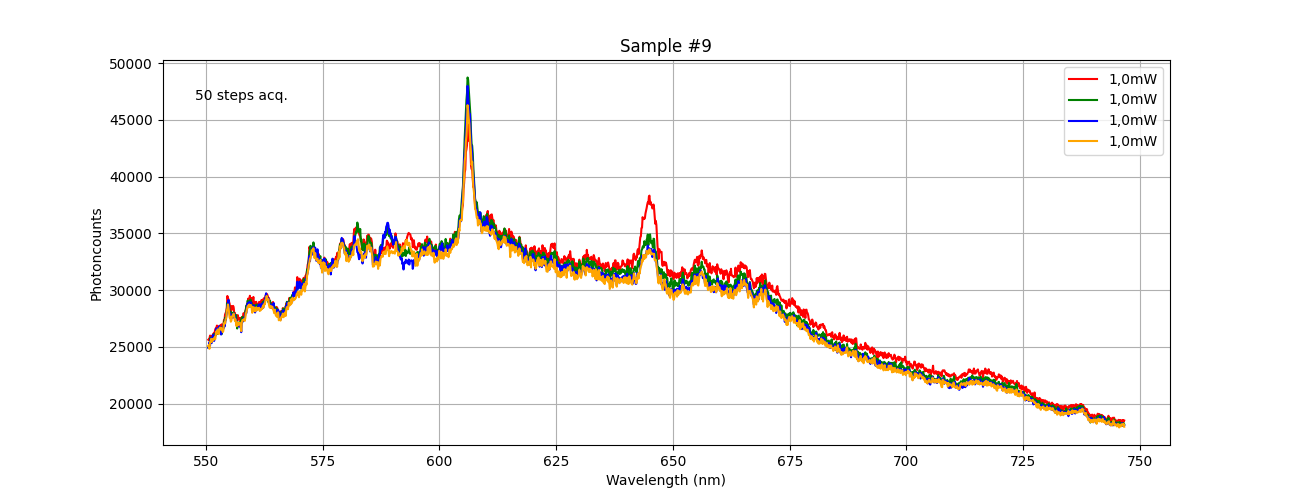 Sample #9
50000
45000
40000
35000
30000
25000
20000
Photoncounts
50 steps acq.
1,0mW
1,0mW
1,0mW
1,0mW
550 575 600 625 650 675 700 725 750
Wavelength (nm)